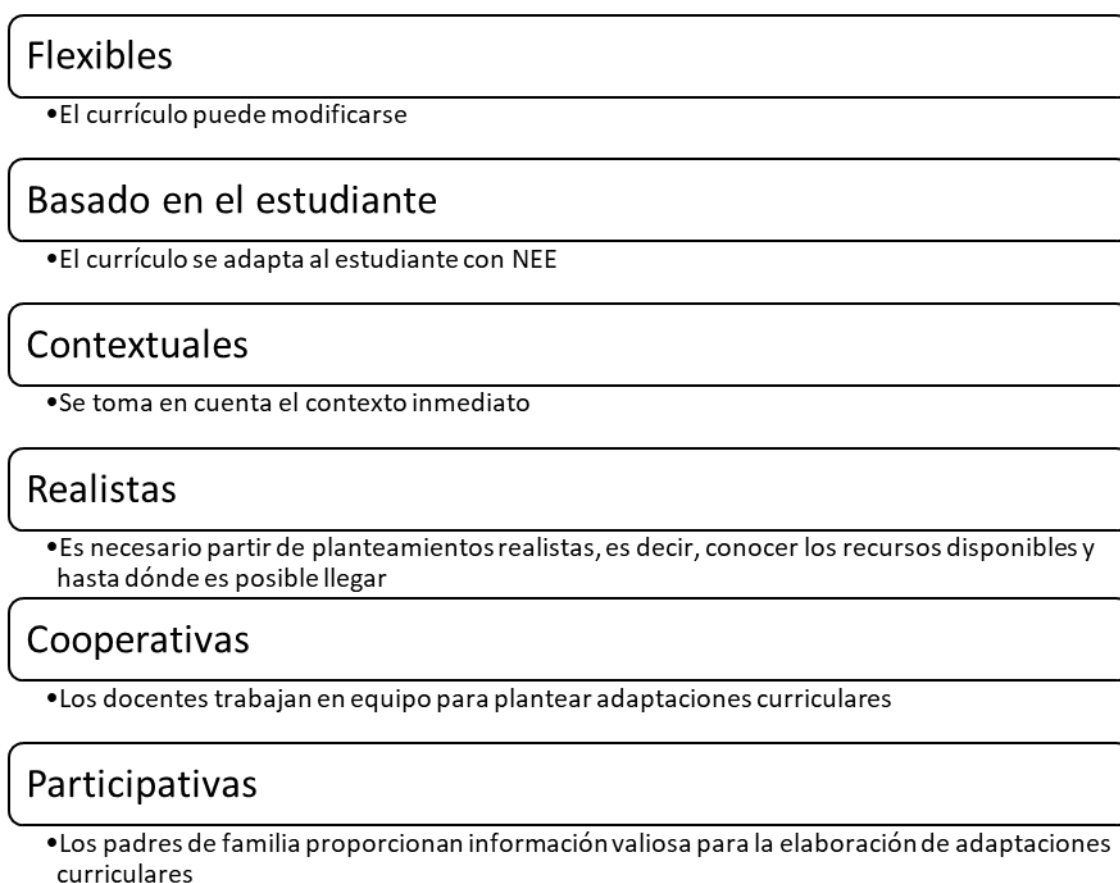 Flexibles
•El currículo puede modificarse
Basado en el estudiante
•El currículo se adapta al estudiante con NEE
Contextuales
•Se toma en cuenta el contexto inmediato
Realistas
•Es necesario partir de planteamientos realistas, es decir, conocer los recursos disponibles y
hasta dónde es posible llegar
Cooperativas
•Los docentes trabajan en equipo para plantear adaptaciones curriculares
Participativas
•Los padres de familia proporcionan información valiosa para la elaboración de adaptaciones
curriculares